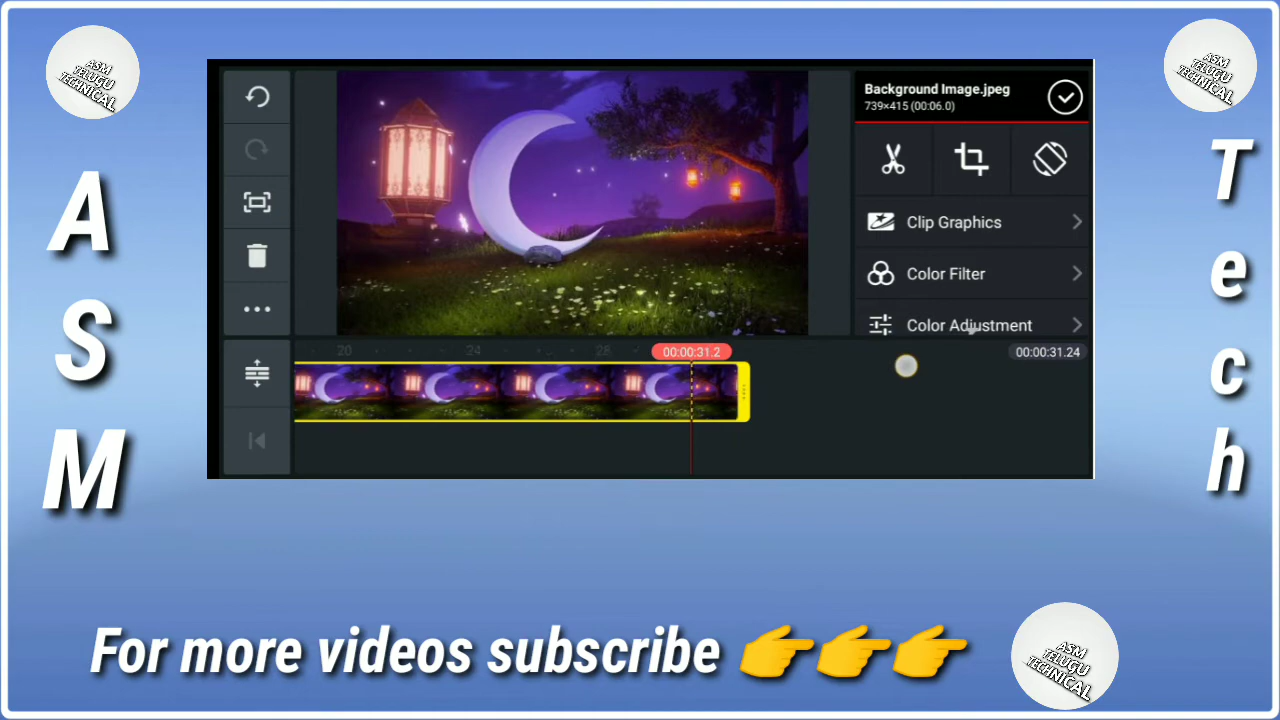 ASM
TELUGU
TECHNICAL
ASM
TELUGU
TECHNICAL
A
S
M
T
e
c
h
Background Image.jpeg
739×415 (00:06.0)
Clip Graphics
Color Filter
Color Adjustment
20
24
28
00:00:31.2
00:00:31.24
For more videos subscribe 👉👉👉
ASM
TELUGU
TECHNICAL